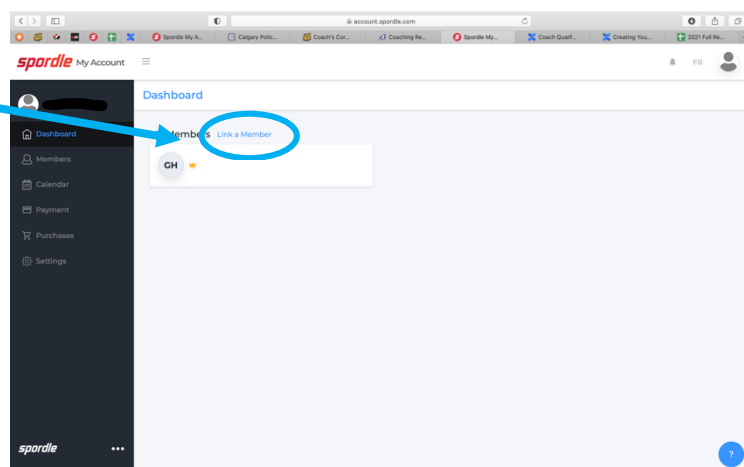 account.spordle.com
Spordle My A...
Calgary Polic...
Coach's Cor...
Coaching Re...
Spordle My...
Coach Qualif...
Creating You...
2021 Full Re...
spordle My Account
FR
Dashboard
Members Link a Member
GH
Dashboard
Members
Calendar
Payment
Purchases
Settings
spordle
?